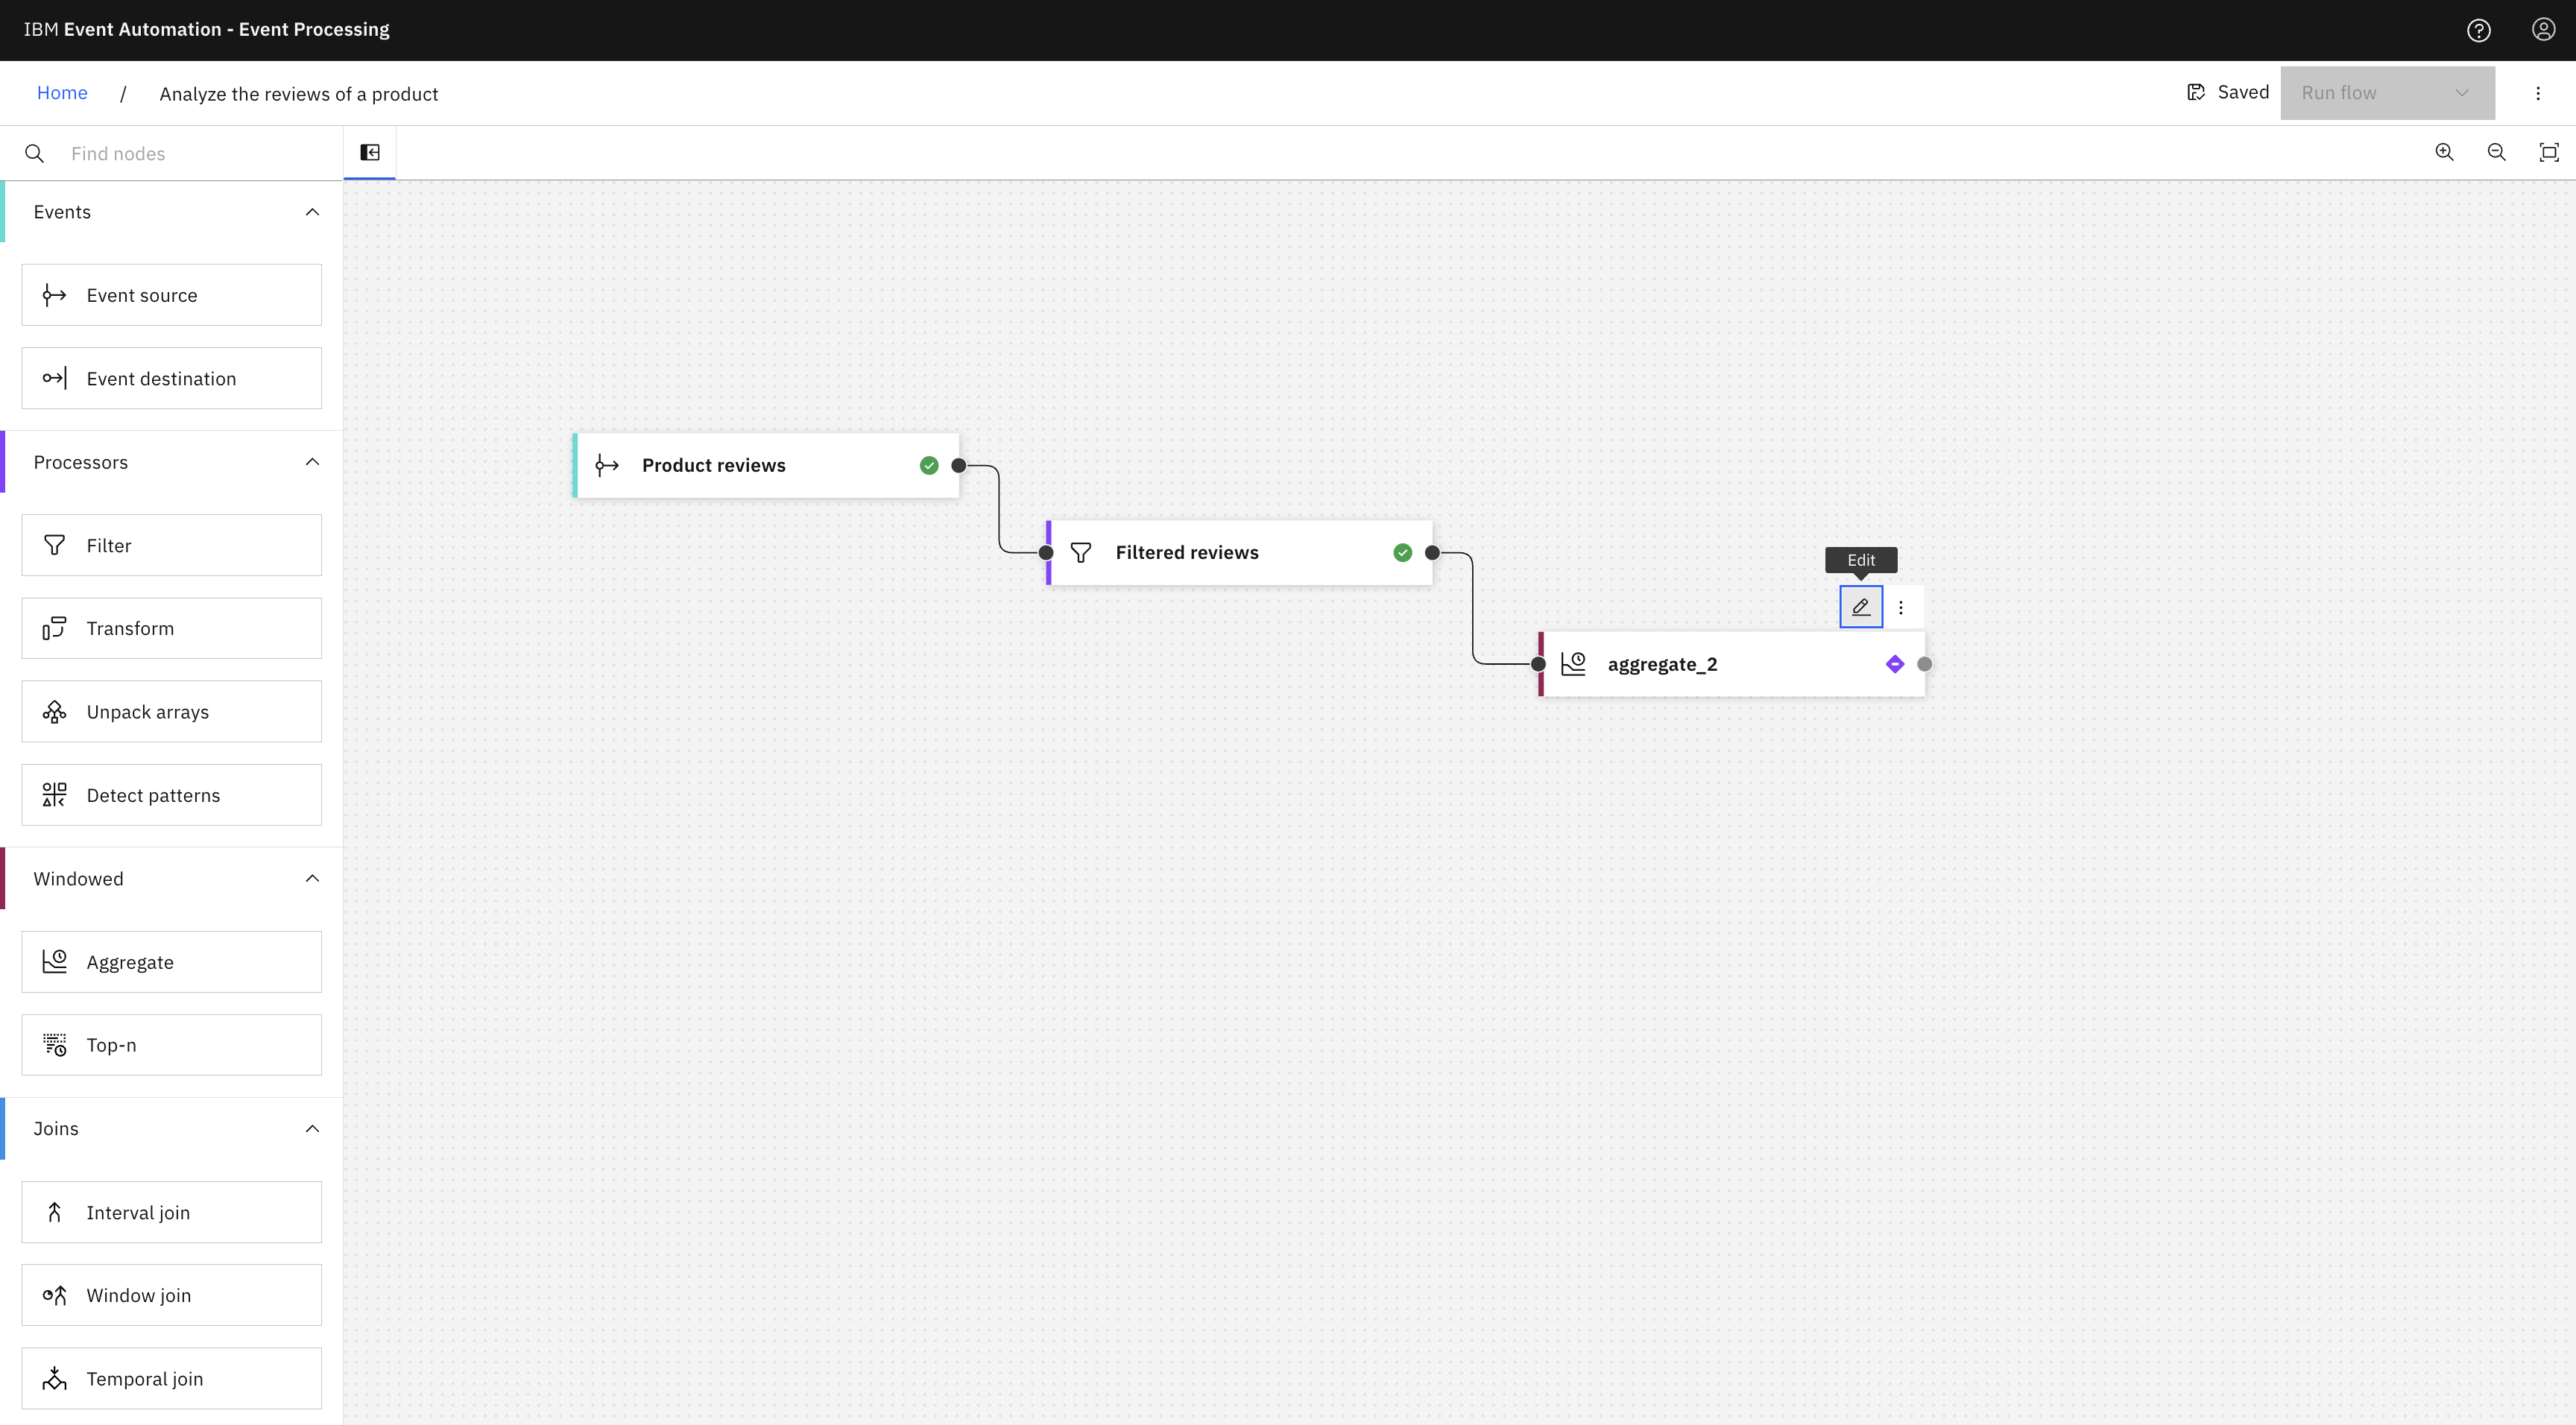 IBM Event Automation - Event Processing
Home / Analyze the reviews of a product
Saved
Run flow
Find nodes
Events
Event source
Event destination
Processors
Filter
Transform
Unpack arrays
Detect patterns
Windowed
Aggregate
Top-n
Joins
Interval join
Window join
Temporal join
Product reviews
Filtered reviews
Edit
aggregate_2